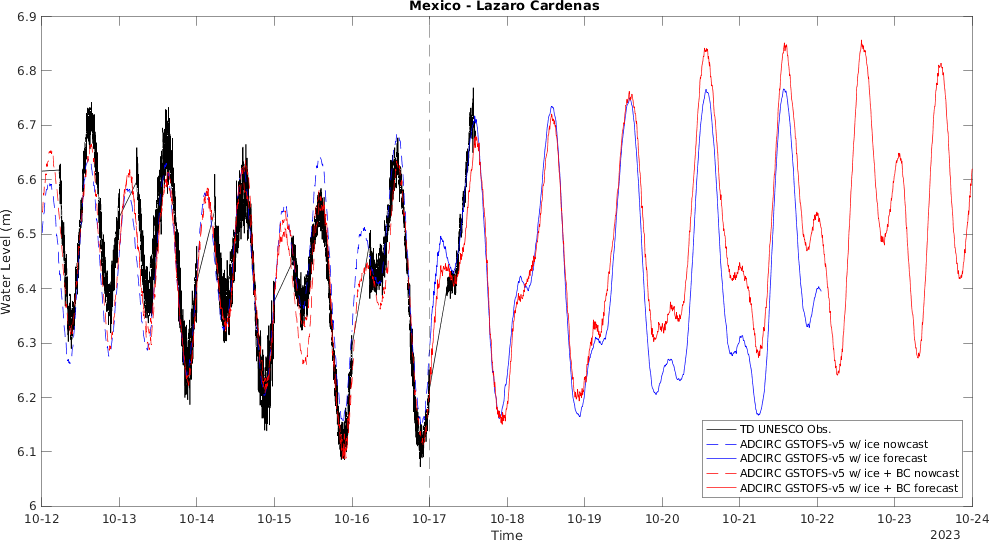 Mexico - Lazaro Cardenas
6.9
6.8
6.7
6.6
6.5
6.4
6.3
6.2
6.1
6
Water Level (m)
TD UNESCO Obs.
ADCIRC GSTOFS-v5 w/ ice nowcast
ADCIRC GSTOFS-v5 w/ ice forecast
ADCIRC GSTOFS-v5 w/ ice + BC nowcast
ADCIRC GSTOFS-v5 w/ ice + BC forecast
10-12 10-13 10-14 10-15 10-16 10-17 10-18 10-19 10-20 10-21 10-22 10-23 10-24
Time
2023